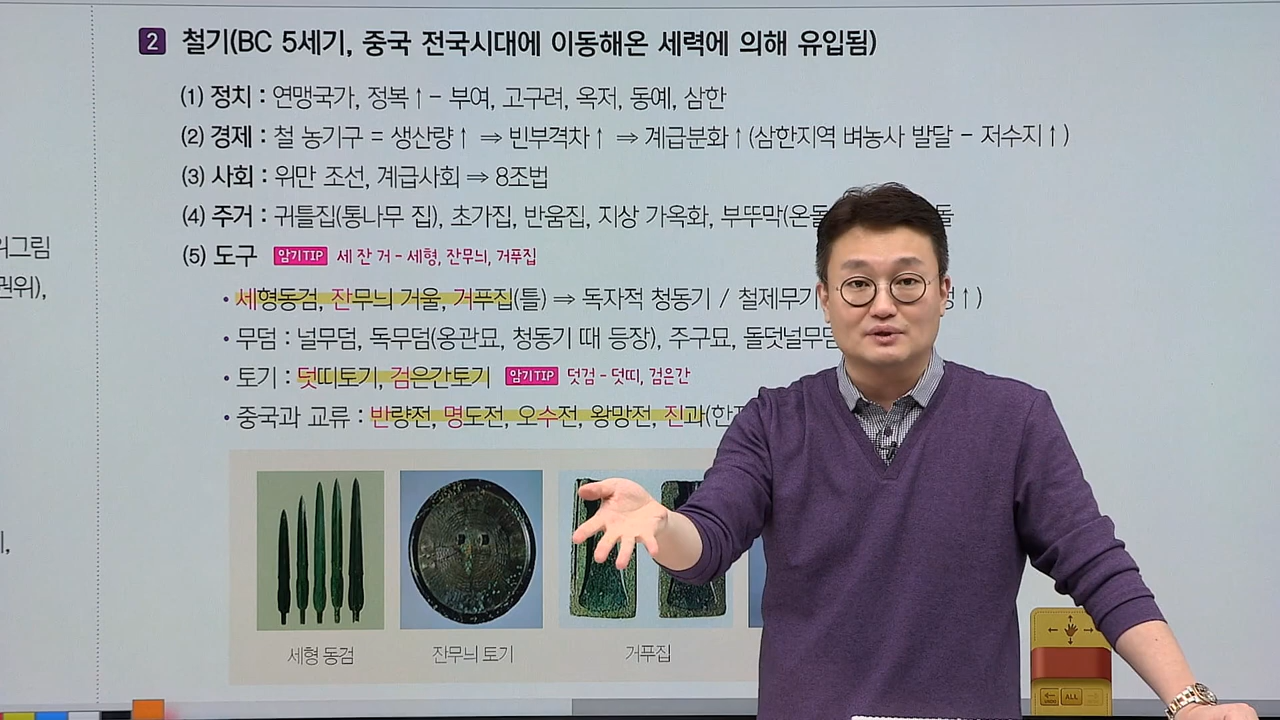 2 철기(BC 5세기, 중국 전국시대에 이동해온 세력에 의해 유입됨)
(1) 정치 : 연맹국가, 정복↑- 부여, 고구려, 옥저, 동예, 삼한
(2) 경제 : 철 농기구 = 생산량↑ ⇒ 빈부격차↑ ⇒ 계급분화↑(삼한지역 벼농사 발달 - 저수지↑)
(3) 사회 : 위만 조선, 계급사회 ⇒ 8조법
(4) 주거 : 귀틀집(통나무 집), 초가집, 반움집, 지상 가옥화, 부뚜막(온돌
(5) 도구 암기TIP 세 잔 거 - 세형, 잔무늬, 거푸집
• 세형동검, 잔무늬 거울, 거푸집(틀) ⇒ 독자적 청동기 / 철제무기 ↑)
• 무덤 : 널무덤, 독무덤(옹관묘, 청동기 때 등장), 주구묘, 돌덧널무덤
• 토기 : 덧띠토기, 검은간토기 암기TIP 덧검 - 덧띠, 검은간
• 중국과 교류 : 반량전, 명도전, 오수전, 왕망전, 진과(한
세형 동검
잔무늬 토기
거푸집
위그림
권위),
ALL